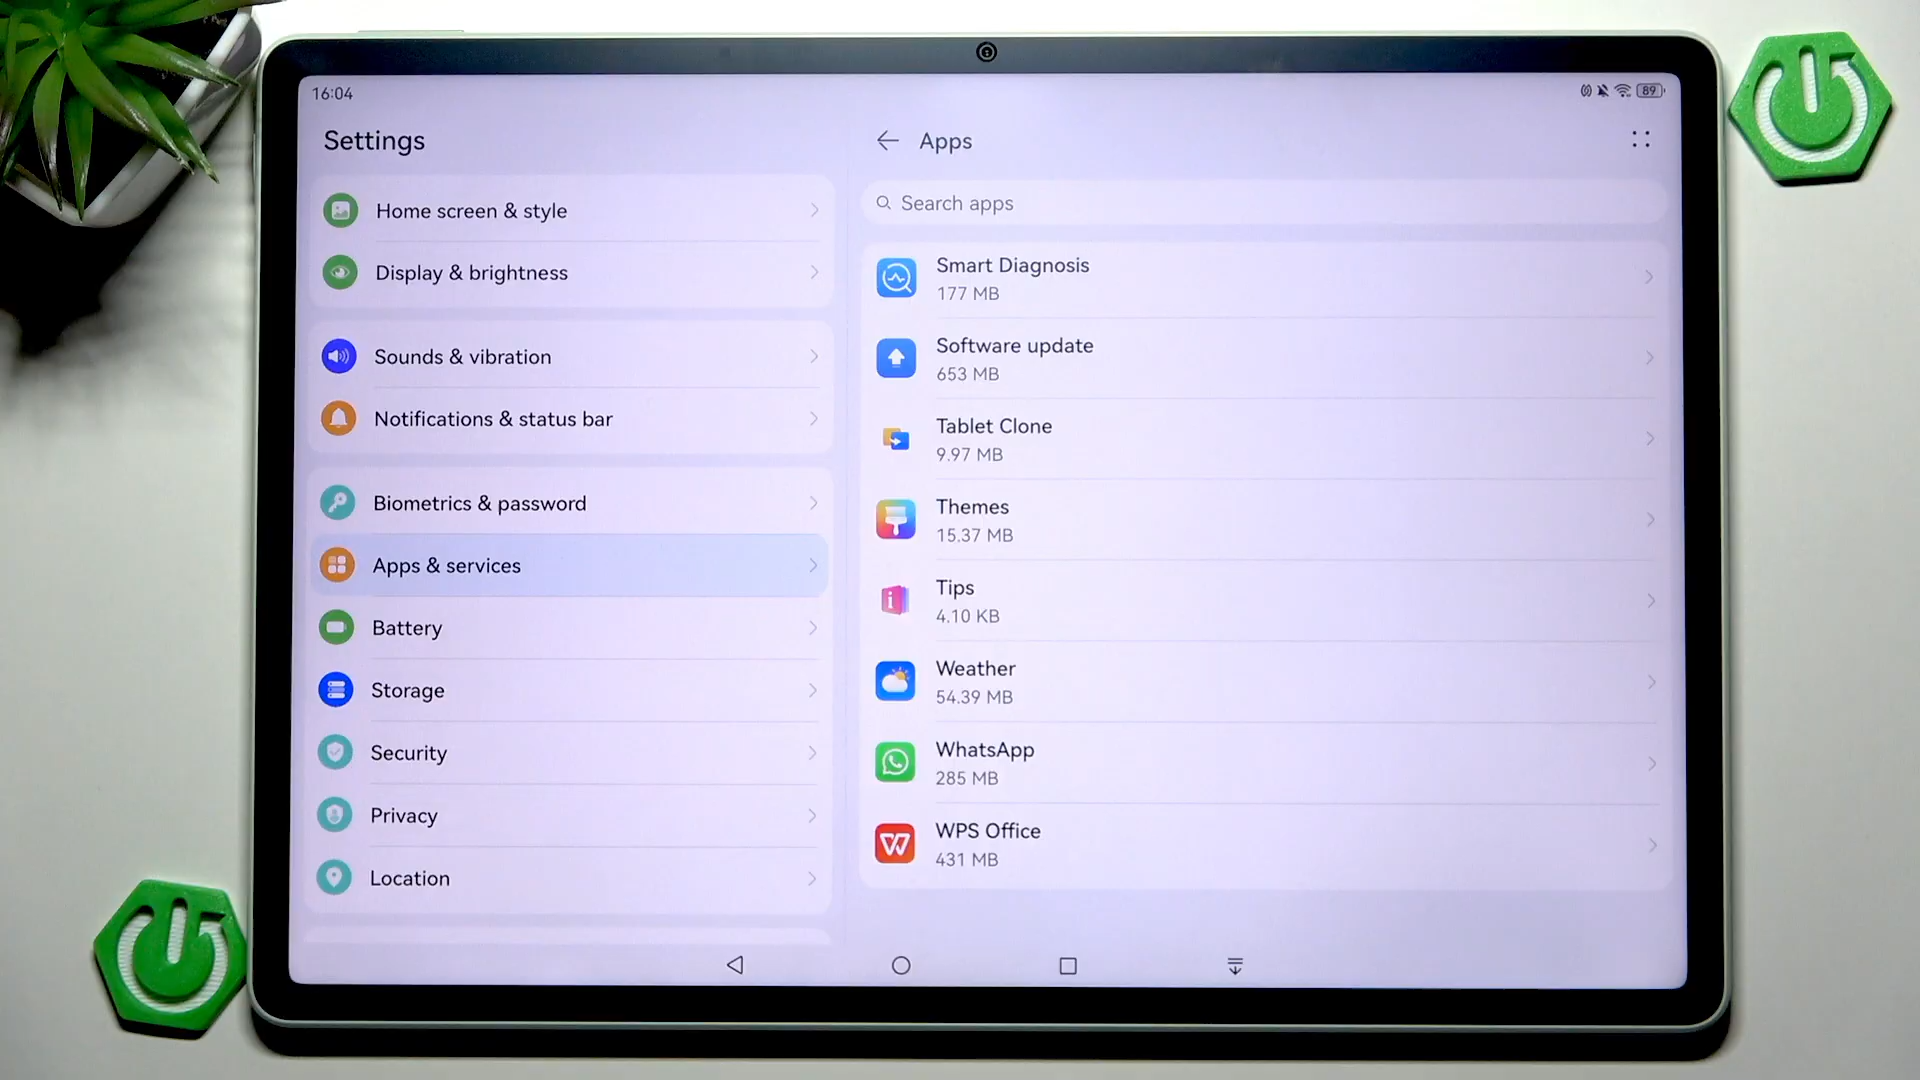 16:04
89
Settings
Home screen & style
Display & brightness
Sounds & vibration
Notifications & status bar
Biometrics & password
Apps & services
Battery
Storage
Security
Privacy
Location
Apps
Search apps
Smart Diagnosis
177 MB
Software update
653 MB
Tablet Clone
9.97 MB
Themes
15.37 MB
Tips
4.10 KB
Weather
54.39 MB
WhatsApp
285 MB
WPS Office
431 MB